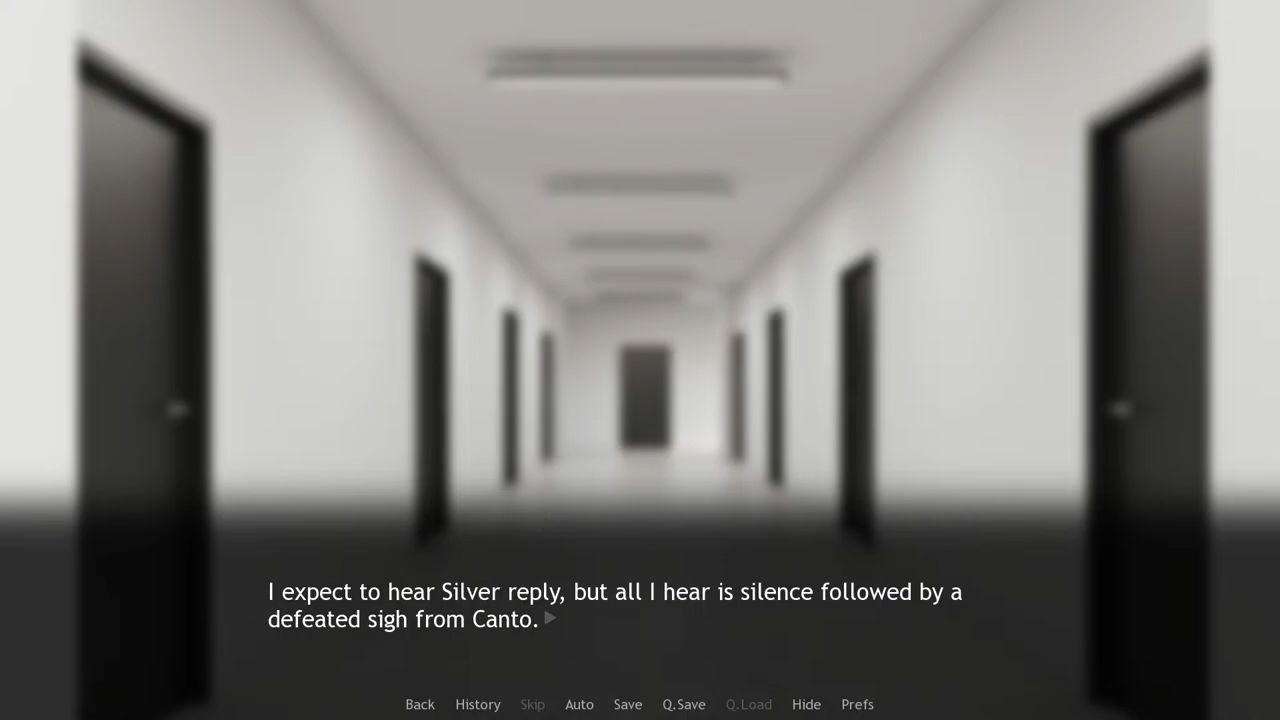 I expect to hear Silver reply, but all I hear is silence followed by a
defeated sigh from Canto.
Back History Skip Auto Save Q.Save Q.Load Hide Prefs